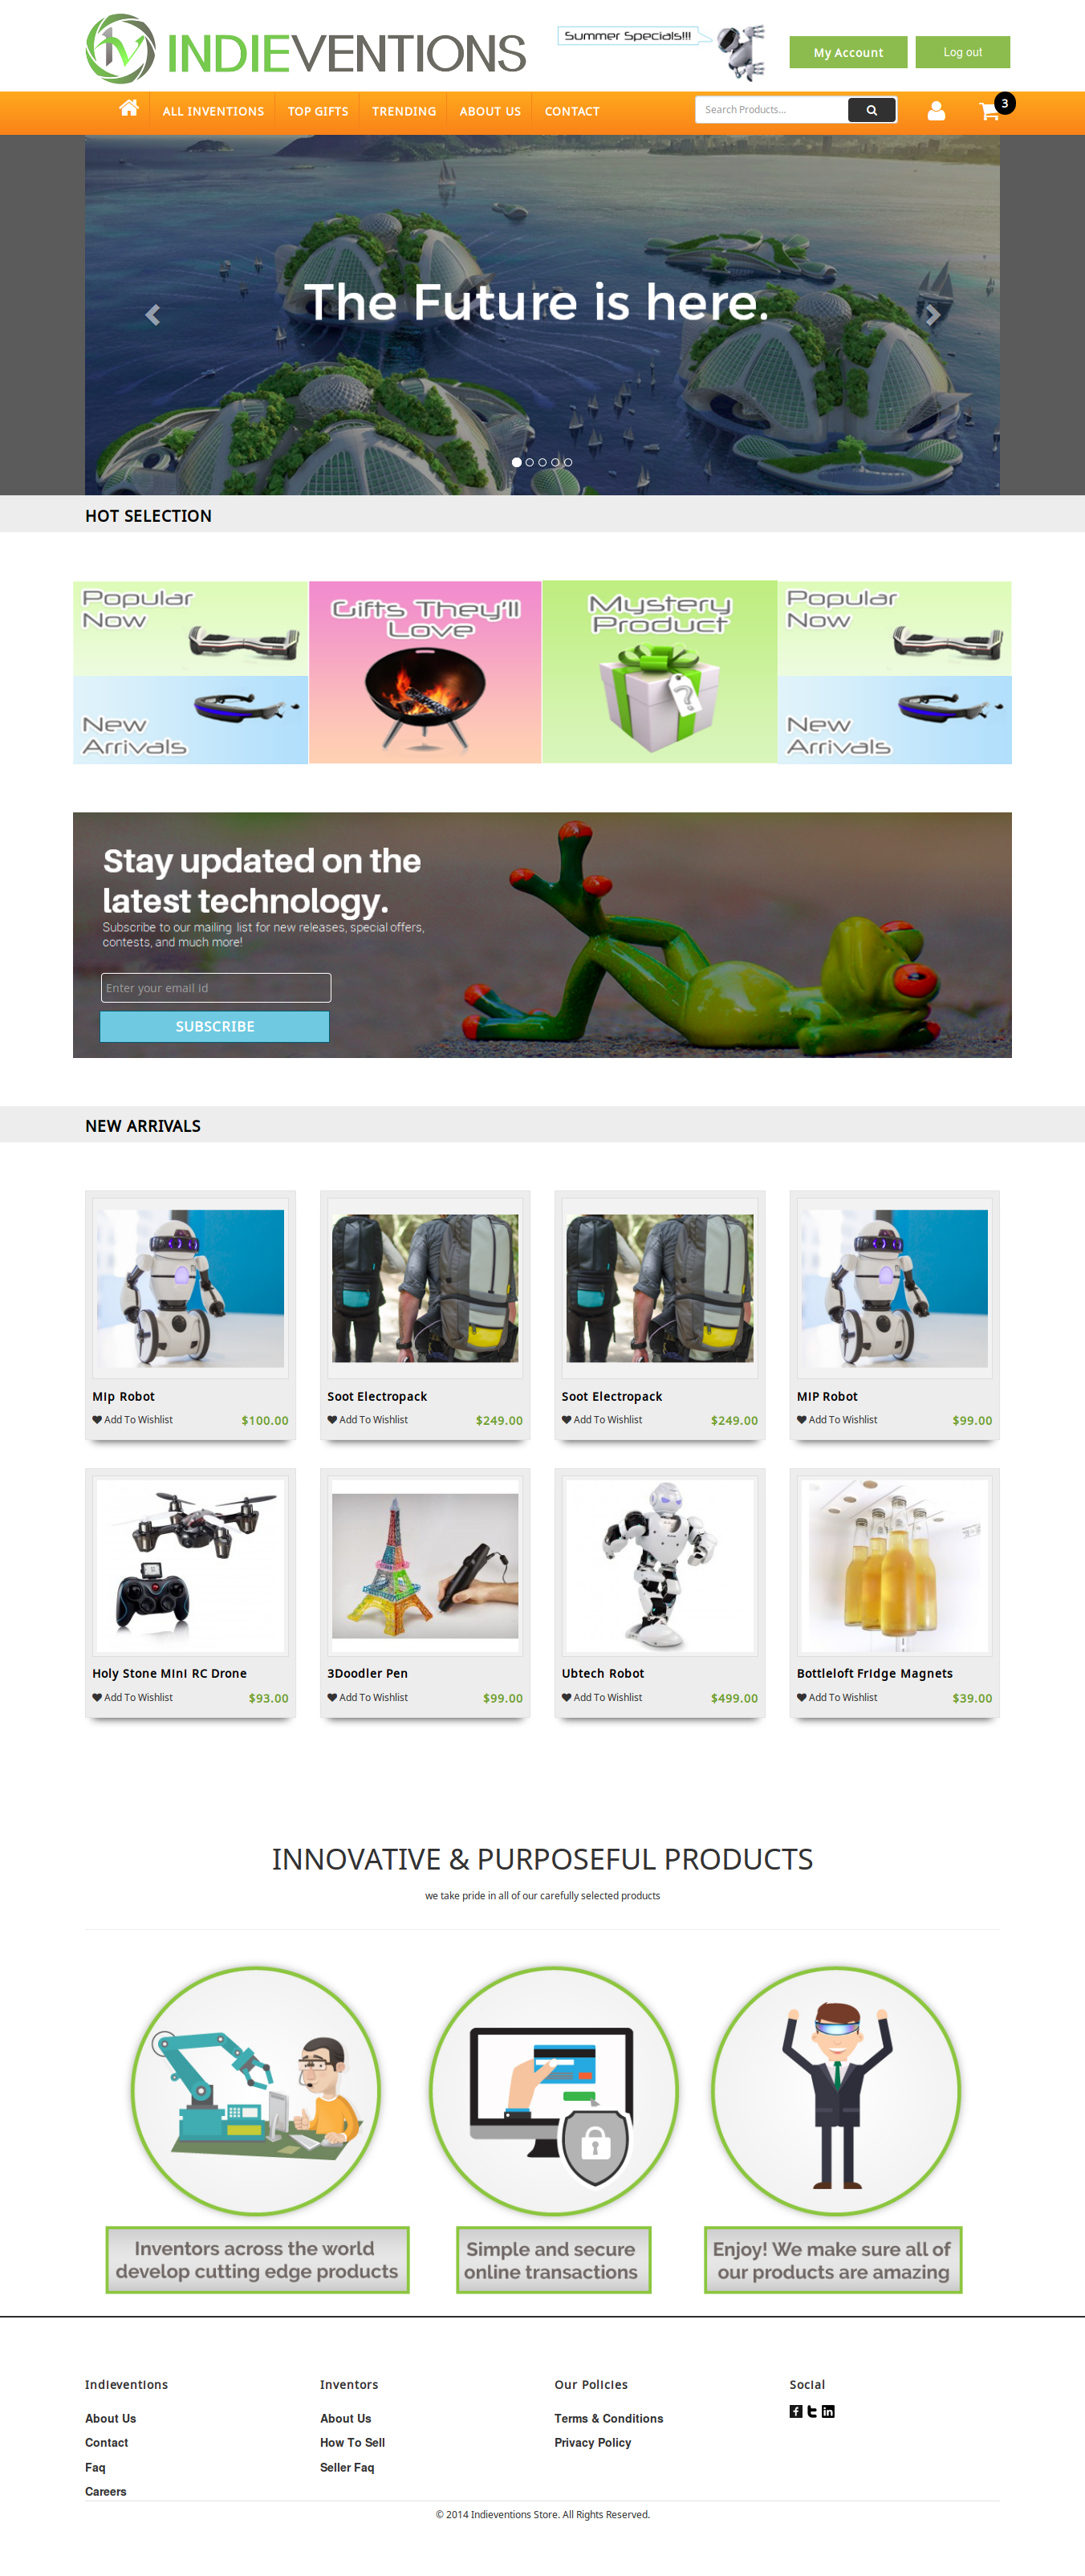 INDIEVENTIONS
Summer Specials!!!
My Account
Log out
ALL INVENTIONS
TOP GIFTS
TRENDING
ABOUT US
CONTACT
Search Products...
3
The Future is here.
HOT SELECTION
Popular
Now
New
Arrivals
Gifts They'll
Love
Mystery
Product
?
Popular
Now
New
Arrivals
Stay updated on the
latest technology.
Subscribe to our mailing list for new releases, special offers,
contests, and much more!
Enter your email Id
SUBSCRIBE
NEW ARRIVALS
Mip Robot
Add To Wishlist
$100.00
Soot Electropack
Add To Wishlist
$249.00
Soot Electropack
Add To Wishlist
$249.00
MIP Robot
Add To Wishlist
$99.00
Holy Stone Mini RC Drone
Add To Wishlist
$93.00
3Doodler Pen
Add To Wishlist
$99.00
Ubtech Robot
Add To Wishlist
$499.00
Bottleloft Fridge Magnets
Add To Wishlist
$39.00
INNOVATIVE & PURPOSEFUL PRODUCTS
we take pride in all of our carefully selected products
Inventors across the world
develop cutting edge products
Simple and secure
online transactions
Enjoy! We make sure all of
our products are amazing
Indieventions
About Us
Contact
Faq
Careers
Inventors
About Us
How To Sell
Seller Faq
Our Policies
Terms & Conditions
Privacy Policy
Social
© 2014 Indieventions Store. All Rights Reserved.